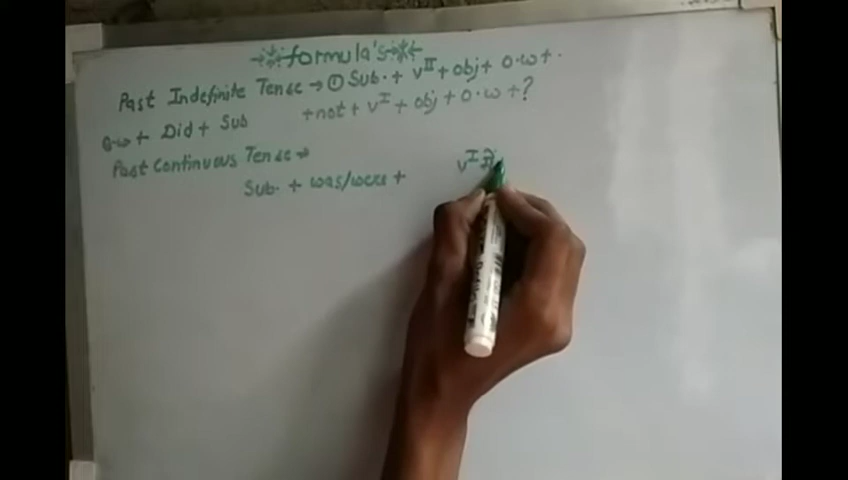 formula's
Past Indefinite Tense → ① Sub. + vᴵᴵ + obj + o.w + .
o.w + Did + Sub + not + vᴵ + obj + o.w + ?
Past Continuous Tense →
Sub. + was/were + vᴵ